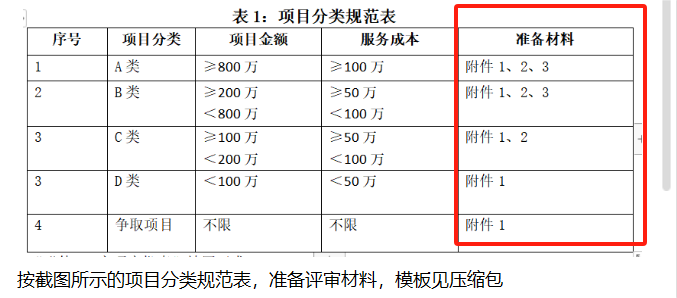 表 1：项目分类规范表
序号 项目分类 项目金额 服务成本 准备材料
1 A 类 ≥800 万 ≥100 万 附件 1、2、3
2 B 类 ≥200 万 ≥50 万 附件 1、2、3
＜800 万 ＜100 万
3 C 类 ≥100 万 ≥50 万 附件 1、2
＜200 万 ＜100 万
3 D 类 ＜100 万 ＜50 万 附件 1
4 争取项目 不限 不限 附件 1
按截图所示的项目分类规范表，准备评审材料，模板见压缩包